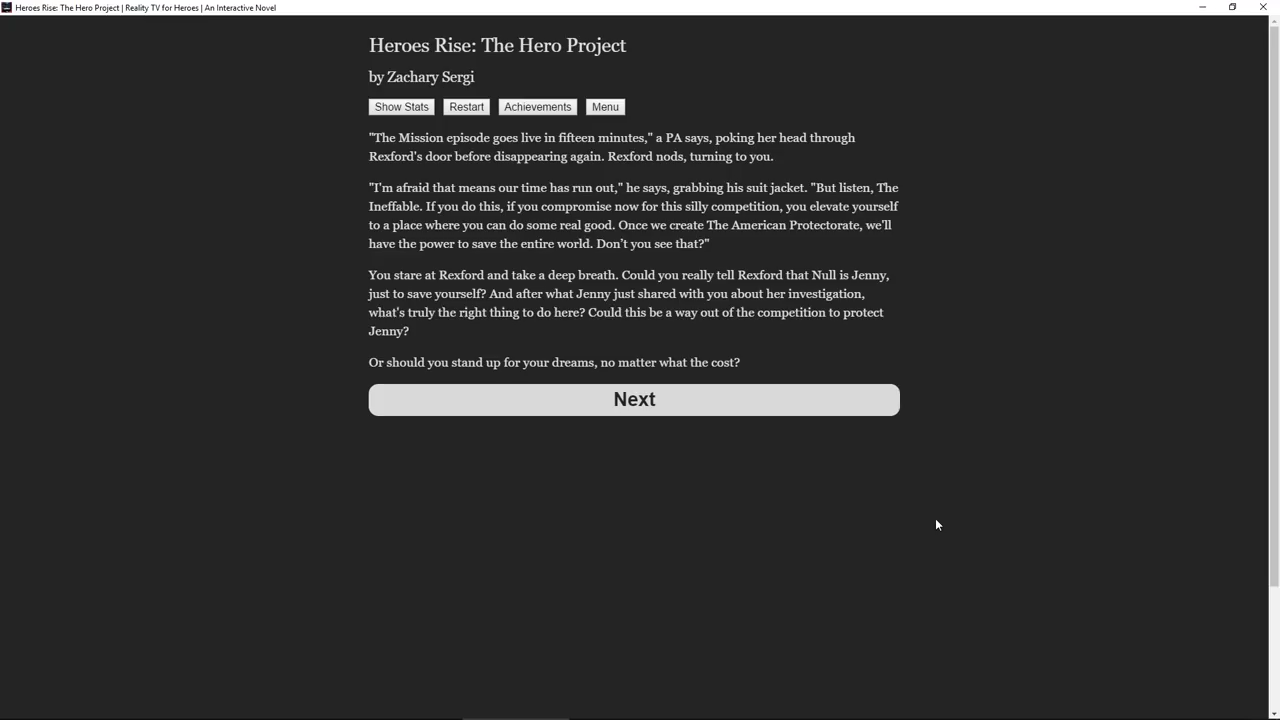 Heroes Rise: The Hero Project | Reality TV for Heroes | An Interactive Novel
Heroes Rise: The Hero Project
by Zachary Sergi
Show Stats Restart Achievements Menu
"The Mission episode goes live in fifteen minutes," a PA says, poking her head through
Rexford's door before disappearing again. Rexford nods, turning to you.
"I'm afraid that means our time has run out," he says, grabbing his suit jacket. "But listen, The
Ineffable. If you do this, if you compromise now for this silly competition, you elevate yourself
to a place where you can do some real good. Once we create The American Protectorate, we'll
have the power to save the entire world. Don’t you see that?"
You stare at Rexford and take a deep breath. Could you really tell Rexford that Null is Jenny,
just to save yourself? And after what Jenny just shared with you about her investigation,
what's truly the right thing to do here? Could this be a way out of the competition to protect
Jenny?
Or should you stand up for your dreams, no matter what the cost?
Next